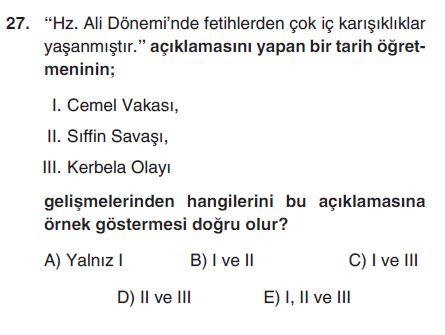 27. “Hz. Ali Dönemi’nde fetihlerden çok iç karışıklıklar
yaşanmıştır.” açıklamasını yapan bir tarih öğret-
meninin;
I. Cemel Vakası,
II. Sıffin Savaşı,
III. Kerbela Olayı
gelişmelerinden hangilerini bu açıklamasına
örnek göstermesi doğru olur?
A) Yalnız I B) I ve II C) I ve III
D) II ve III E) I, II ve III